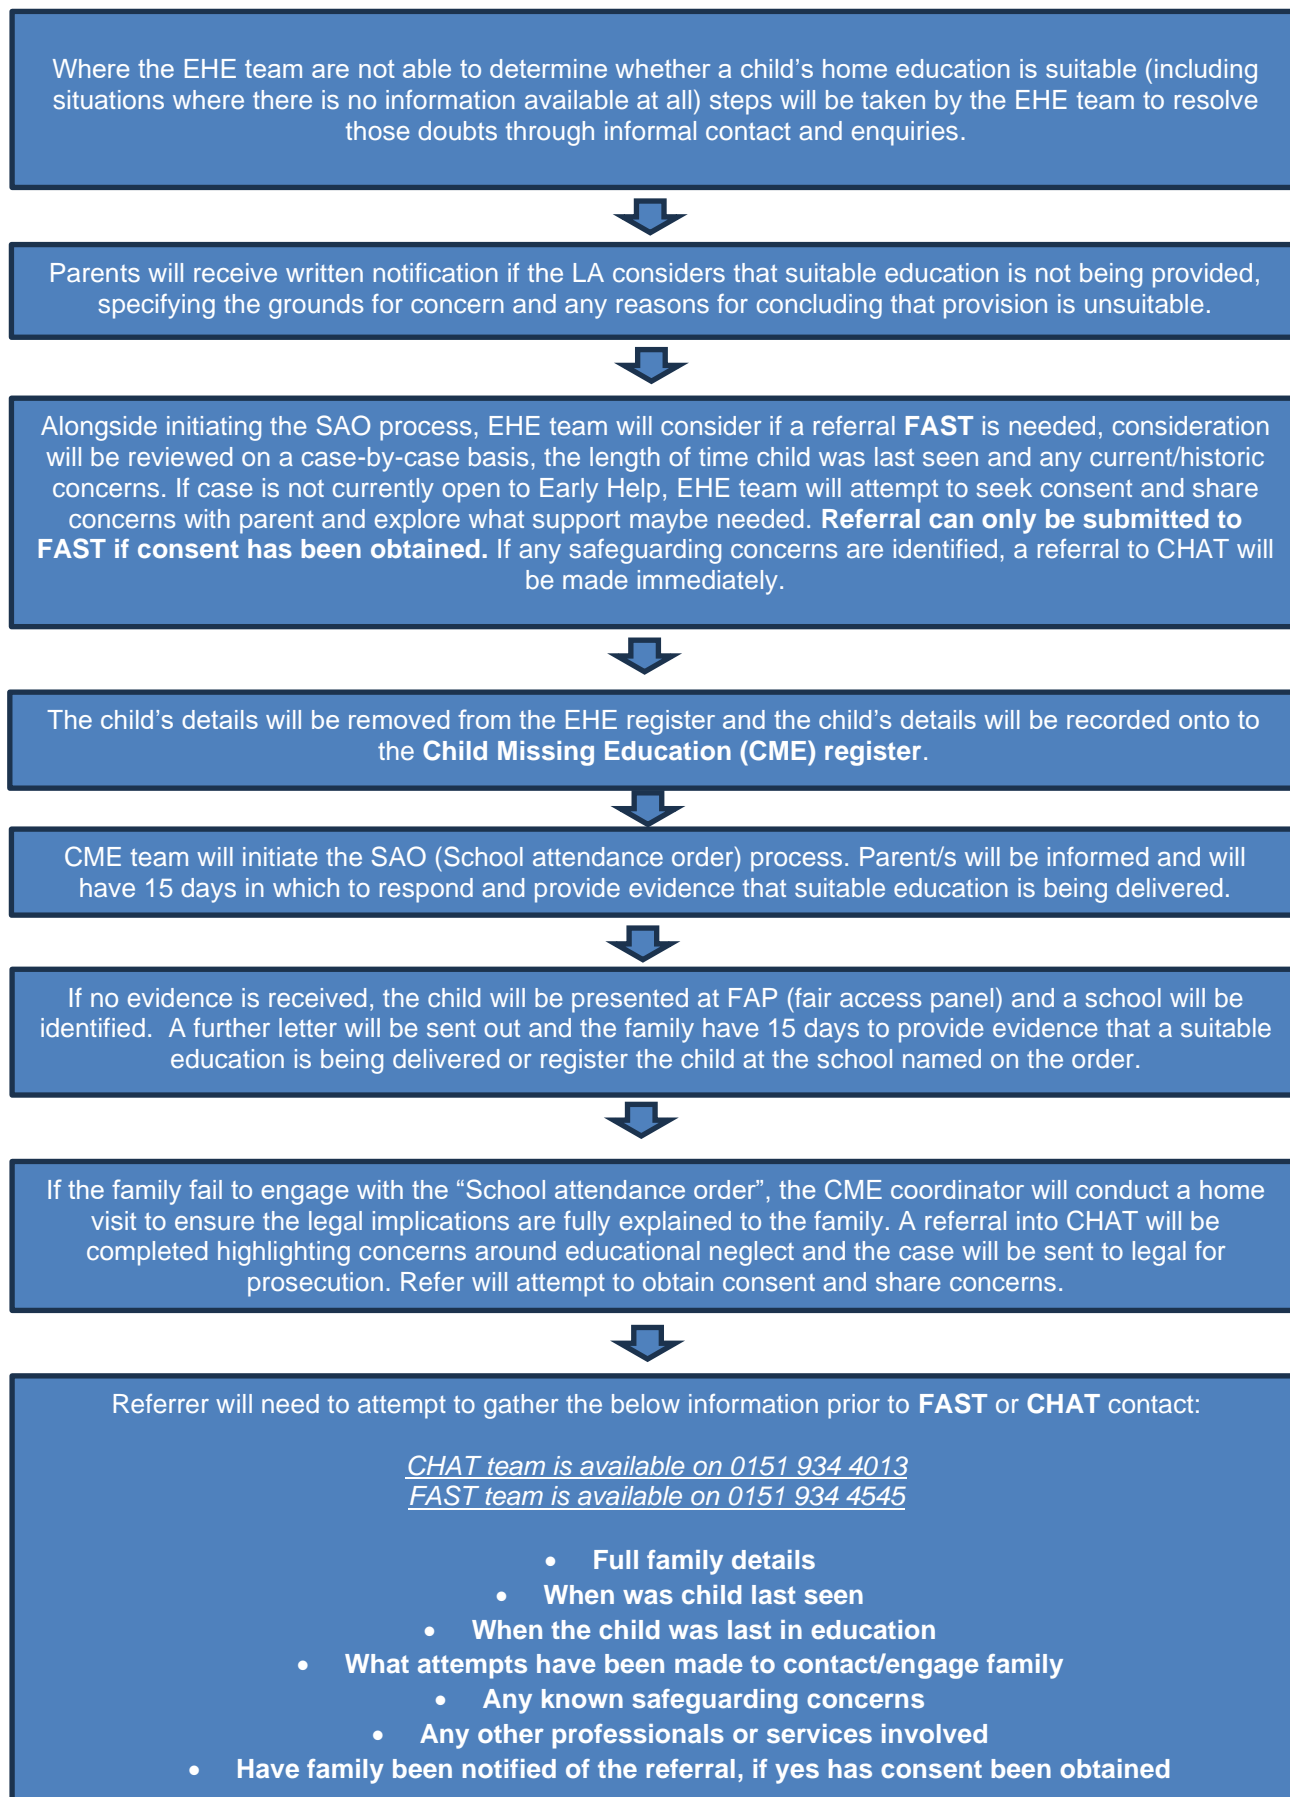 Where the EHE team are not able to determine whether a child’s home education is suitable (including
situations where there is no information available at all) steps will be taken by the EHE team to resolve
those doubts through informal contact and enquiries.
Parents will receive written notification if the LA considers that suitable education is not being provided,
specifying the grounds for concern and any reasons for concluding that provision is unsuitable.
Alongside initiating the SAO process, EHE team will consider if a referral FAST is needed, consideration
will be reviewed on a case-by-case basis, the length of time child was last seen and any current/historic
concerns. If case is not currently open to Early Help, EHE team will attempt to seek consent and share
concerns with parent and explore what support maybe needed. Referral can only be submitted to
FAST if consent has been obtained. If any safeguarding concerns are identified, a referral to CHAT will
be made immediately.
The child’s details will be removed from the EHE register and the child’s details will be recorded onto to
the Child Missing Education (CME) register.
CME team will initiate the SAO (School attendance order) process. Parent/s will be informed and will
have 15 days in which to respond and provide evidence that suitable education is being delivered.
If no evidence is received, the child will be presented at FAP (fair access panel) and a school will be
identified.  A further letter will be sent out and the family have 15 days to provide evidence that a suitable
education is being delivered or register the child at the school named on the order.
If the family fail to engage with the “School attendance order”, the CME coordinator will conduct a home
visit to ensure the legal implications are fully explained to the family. A referral into CHAT will be
completed highlighting concerns around educational neglect and the case will be sent to legal for
prosecution. Refer will attempt to obtain consent and share concerns.
Referrer will need to attempt to gather the below information prior to FAST or CHAT contact:
CHAT team is available on 0151 934 4013
FAST team is available on 0151 934 4545
• Full family details
• When was child last seen
• When the child was last in education
• What attempts have been made to contact/engage family
• Any known safeguarding concerns
• Any other professionals or services involved
• Have family been notified of the referral, if yes has consent been obtained